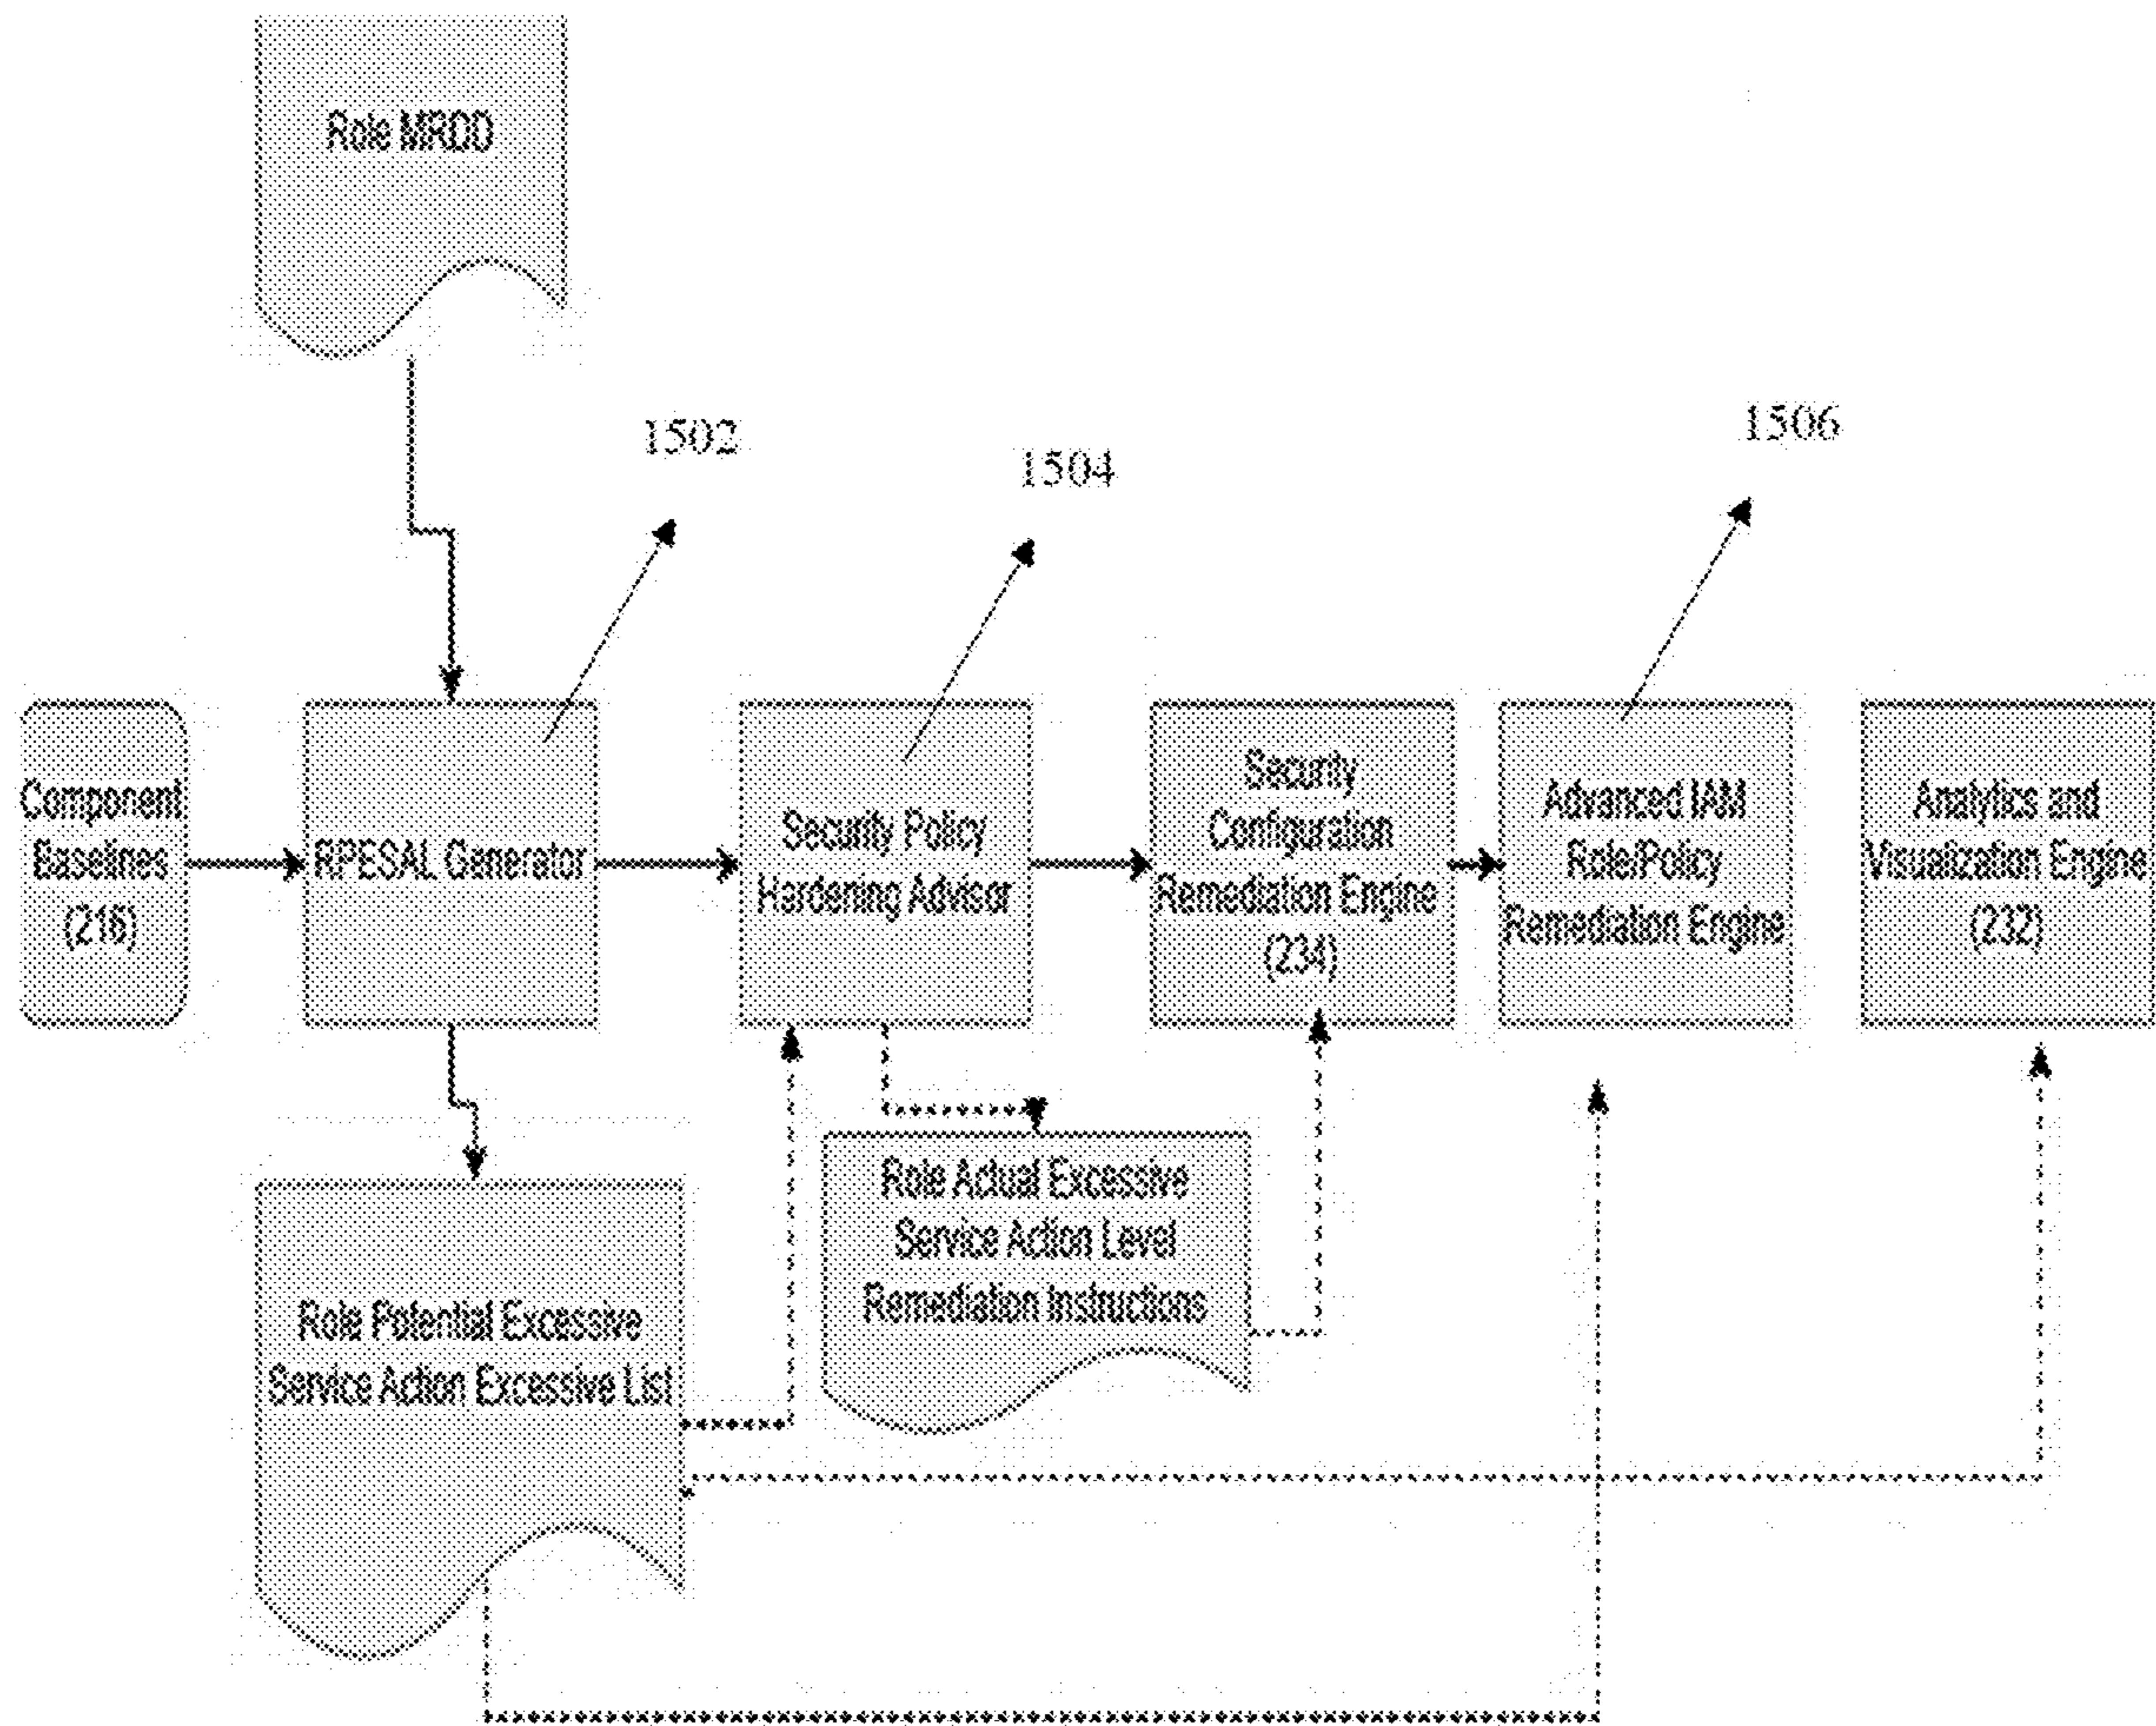 Role MRDD
1502
1504
1506
Component
Baselines
(216)
RPESAL Generator
Security Policy
Hardening Advisor
Security
Configuration
Remediation Engine
(234)
Advanced IAM
Role/Policy
Remediation Engine
Analytics and
Visualization Engine
(232)
Role Actual Excessive
Service Action Level
Remediation Instructions
Role Potential Excessive
Service Action Excessive List